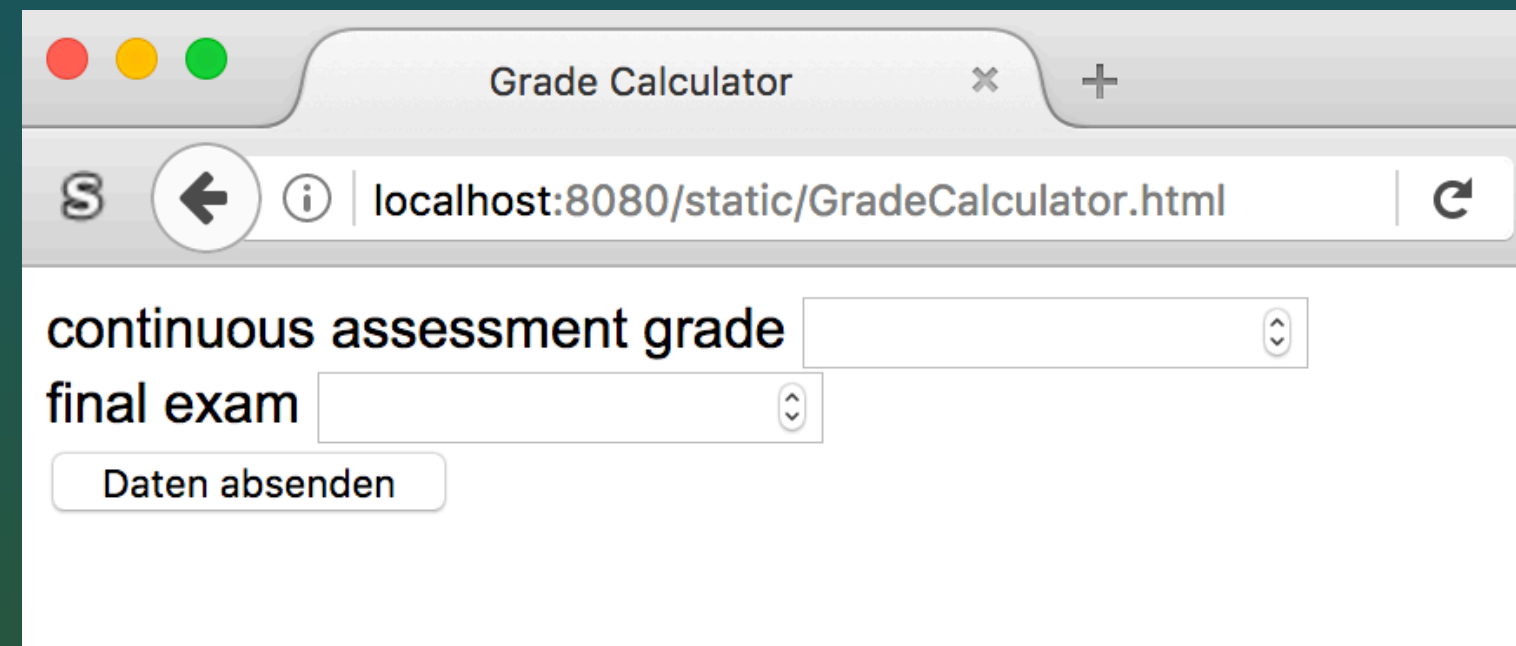 Grade Calculator
S
localhost:8080/static/GradeCalculator.html
continuous assessment grade
final exam
Daten absenden